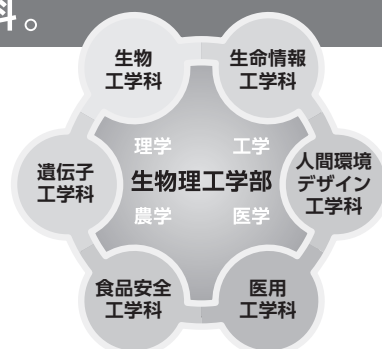 科。
生物
工学科
生命情報
工学科
遺伝子
工学科
理学
工学
生物理工学部
農学
医学
人間環境
デザイン
工学科
食品安全
工学科
医用
工学科